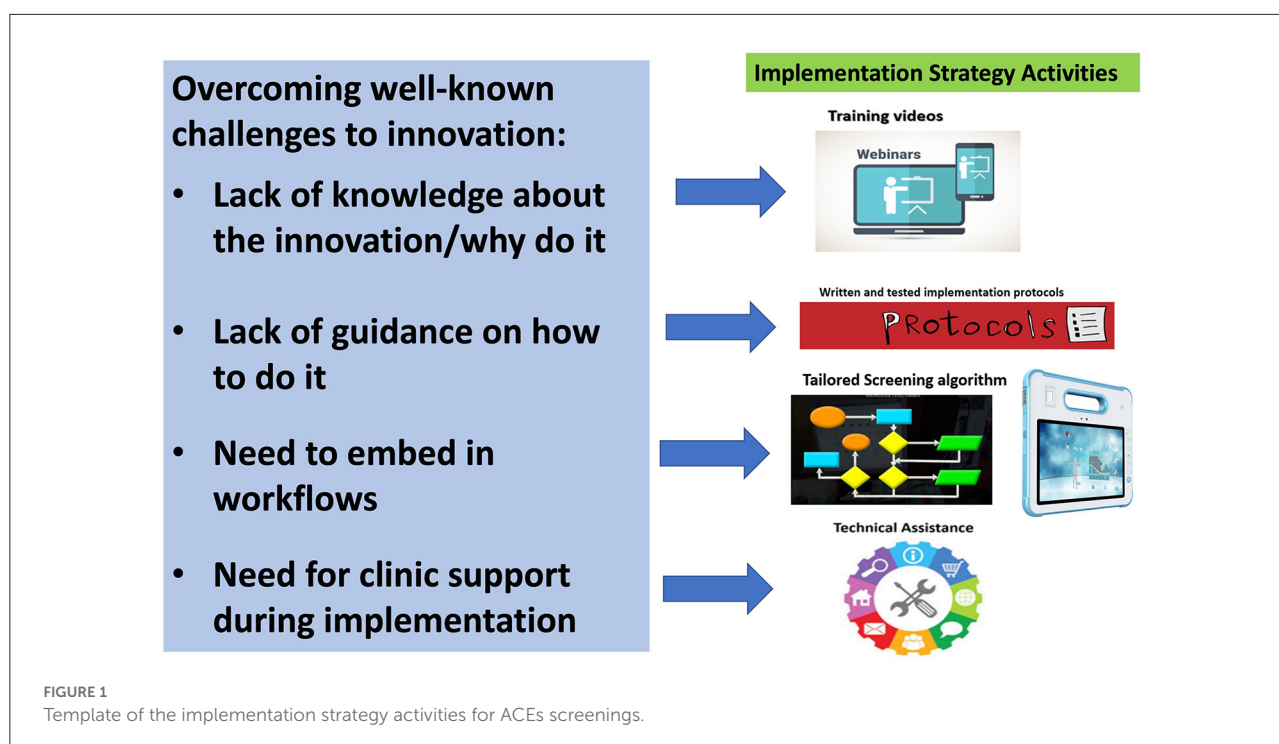 Overcoming well-known
challenges to innovation:
• Lack of knowledge about
the innovation/why do it
• Lack of guidance on how
to do it
• Need to embed in
workflows
• Need for clinic support
during implementation
Implementation Strategy Activities
Training videos
Webinars
Written and tested implementation protocols
PRotocols
Tailored Screening algorithm
Technical Assistance
FIGURE 1
Template of the implementation strategy activities for ACEs screenings.